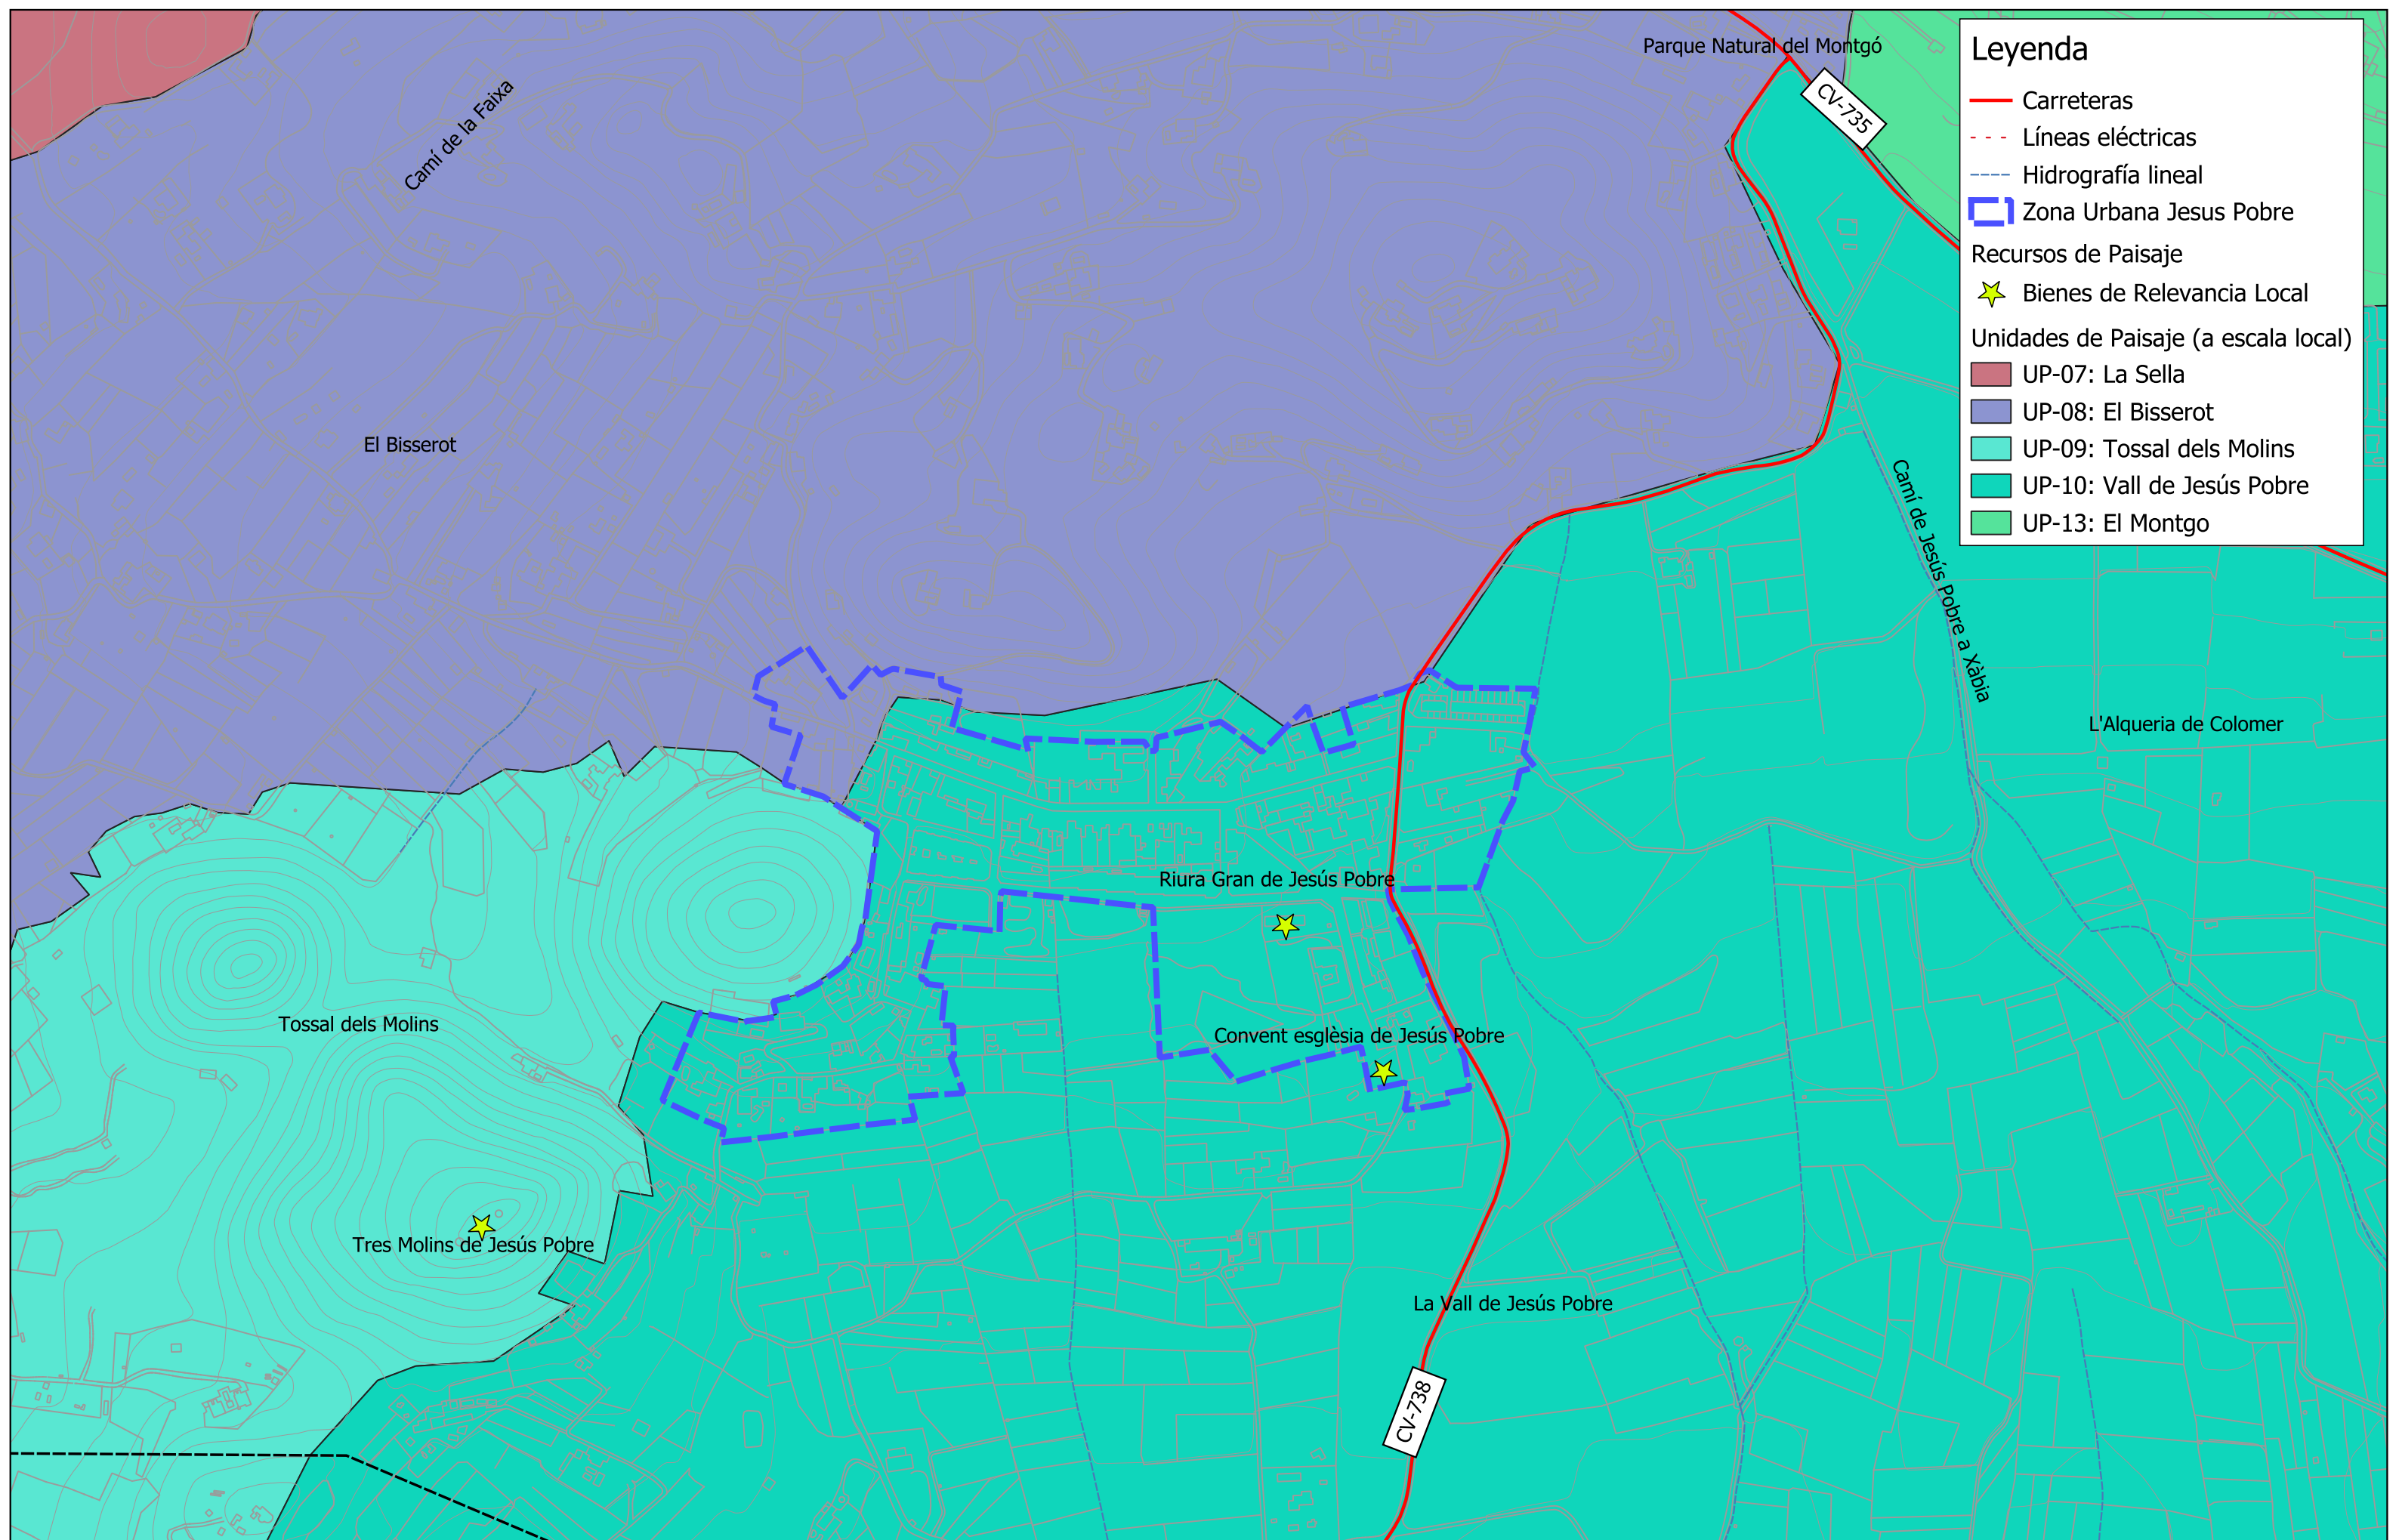 Parque Natural del Montgó
CV-735
Camí de la Faixa
El Bisserot
Camí de Jesús Pobre a Xàbia
L'Alqueria de Colomer
Riura Gran de Jesús Pobre
Tossal dels Molins
Convent esglèsia de Jesús Pobre
Tres Molins de Jesús Pobre
La Vall de Jesús Pobre
CV-738
Leyenda
Carreteras
Líneas eléctricas
Hidrografía lineal
Zona Urbana Jesus Pobre
Recursos de Paisaje
Bienes de Relevancia Local
Unidades de Paisaje (a escala local)
UP-07: La Sella
UP-08: El Bisserot
UP-09: Tossal dels Molins
UP-10: Vall de Jesús Pobre
UP-13: El Montgo